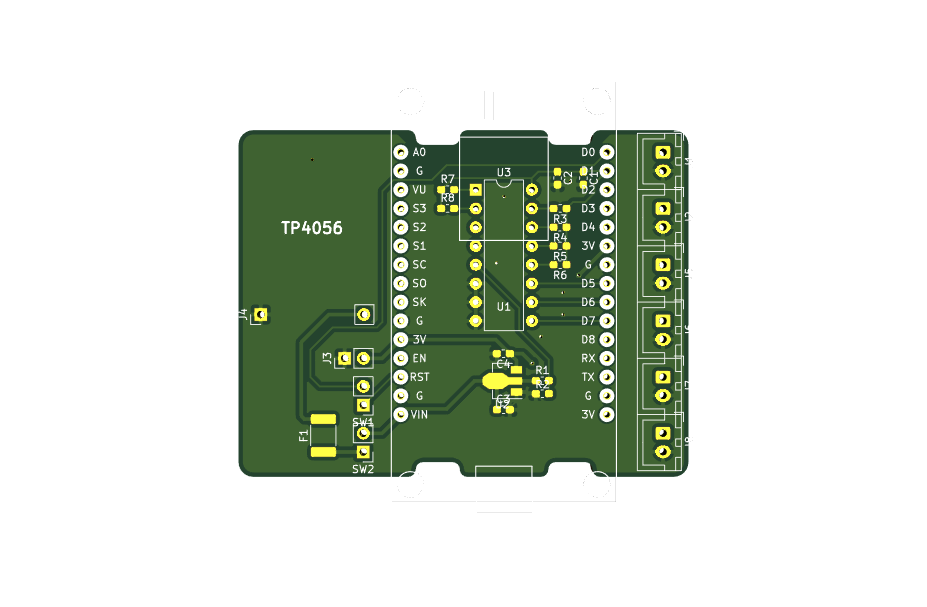 A0
D0
G
C2
C1
R7
U3
VU
D2
R8
S3
D3
R3
TP4056
S2
D4
R4
S1
3V
R5
SC
G
R6
SO
D5
SK
U1
D6
J4
G
D7
3V
D8
J3
EN
C4
RX
RST
R1
TX
R2
G
C3
G
VIN
3V
SW1
F1
SW2